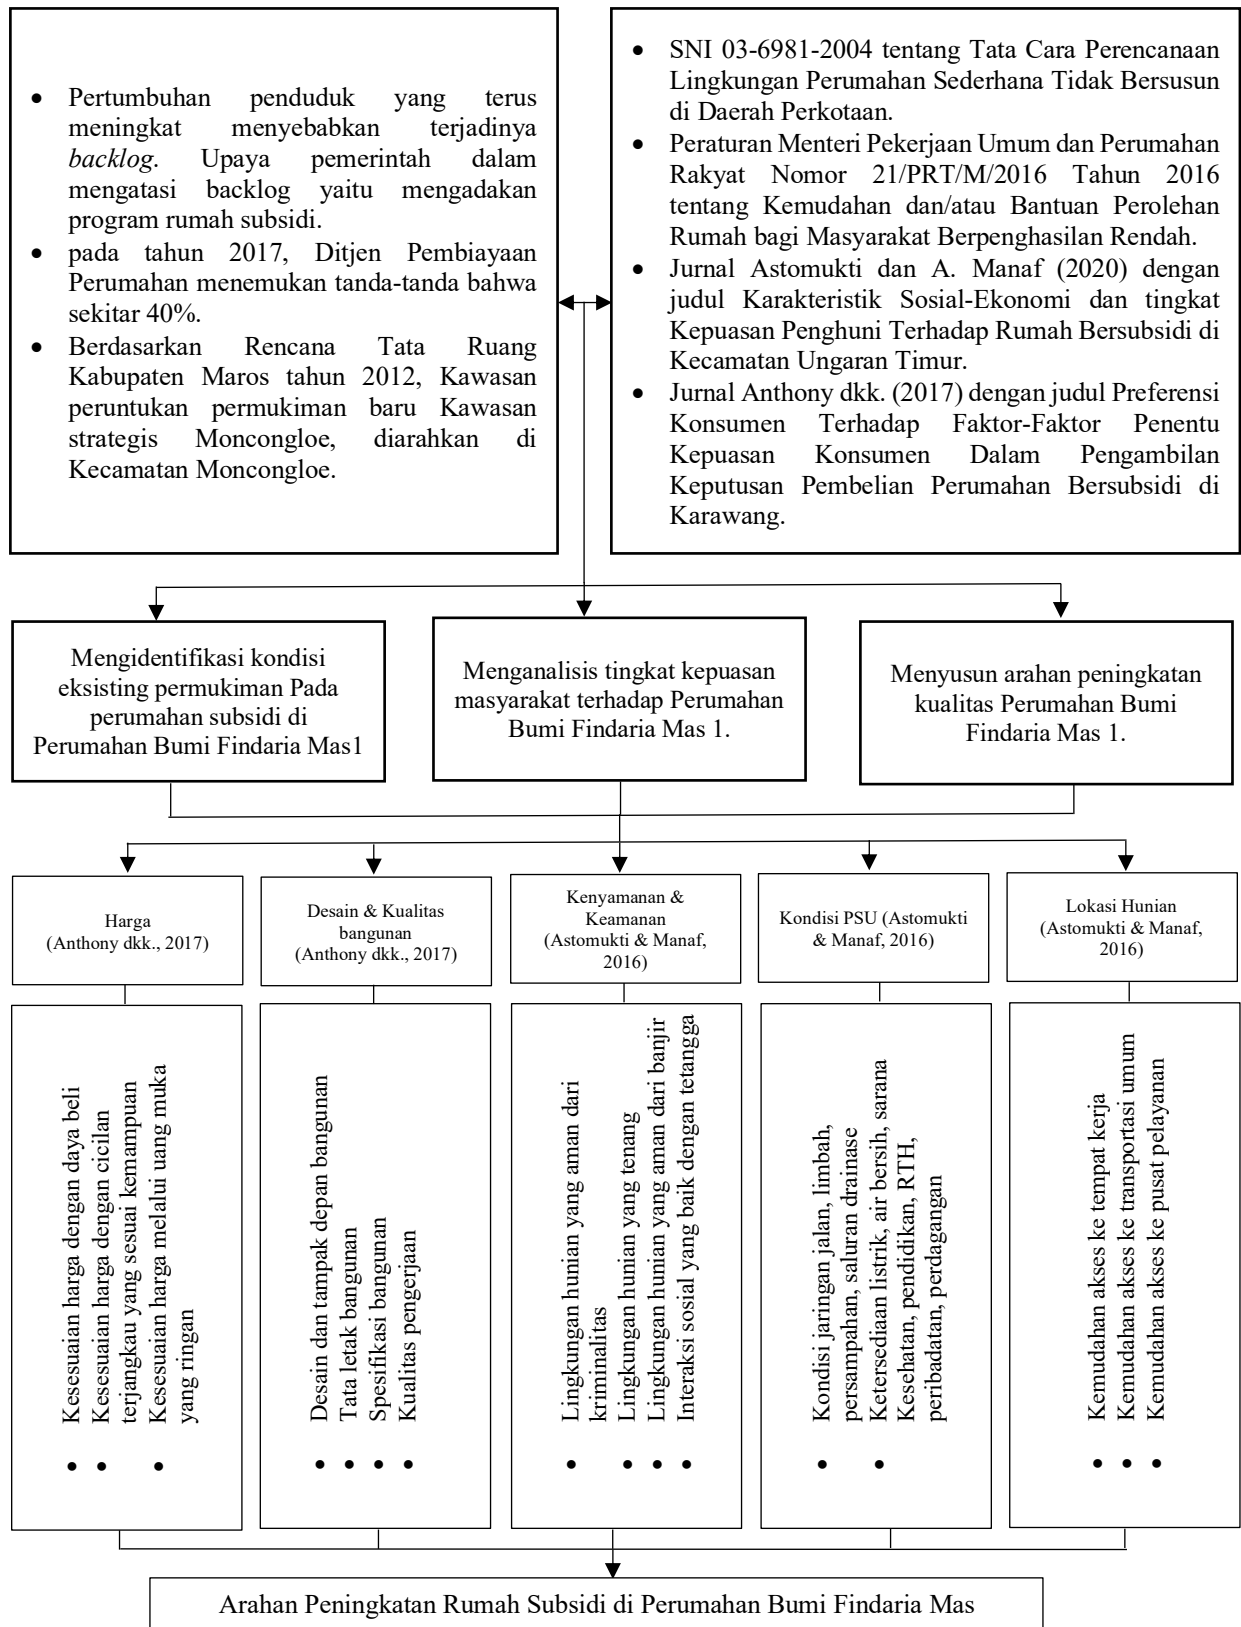 • Pertumbuhan penduduk yang terus
meningkat menyebabkan terjadinya
backlog. Upaya pemerintah dalam
mengatasi backlog yaitu mengadakan
program rumah subsidi.
• pada tahun 2017, Ditjen Pembiayaan
Perumahan menemukan tanda-tanda bahwa
sekitar 40%.
• Berdasarkan Rencana Tata Ruang
Kabupaten Maros tahun 2012, Kawasan
peruntukan permukiman baru Kawasan
strategis Moncongloe, diarahkan di
Kecamatan Moncongloe.
• SNI 03-6981-2004 tentang Tata Cara Perencanaan
Lingkungan Perumahan Sederhana Tidak Bersusun
di Daerah Perkotaan.
• Peraturan Menteri Pekerjaan Umum dan Perumahan
Rakyat Nomor 21/PRT/M/2016 Tahun 2016
tentang Kemudahan dan/atau Bantuan Perolehan
Rumah bagi Masyarakat Berpenghasilan Rendah.
• Jurnal Astomukti dan A. Manaf (2020) dengan
judul Karakteristik Sosial-Ekonomi dan tingkat
Kepuasan Penghuni Terhadap Rumah Bersubsidi di
Kecamatan Ungaran Timur.
• Jurnal Anthony dkk. (2017) dengan judul Preferensi
Konsumen Terhadap Faktor-Faktor Penentu
Kepuasan Konsumen Dalam Pengambilan
Keputusan Pembelian Perumahan Bersubsidi di
Karawang.
Mengidentifikasi kondisi
eksisting permukiman Pada
perumahan subsidi di
Perumahan Bumi Findaria Mas1
Menganalisis tingkat kepuasan
masyarakat terhadap Perumahan
Bumi Findaria Mas 1.
Menyusun arahan peningkatan
kualitas Perumahan Bumi
Findaria Mas 1.
Harga
(Anthony dkk., 2017)
Desain & Kualitas
bangunan
(Anthony dkk., 2017)
Kenyamanan &
Keamanan
(Astomukti & Manaf,
2016)
Kondisi PSU (Astomukti
& Manaf, 2016)
Lokasi Hunian
(Astomukti & Manaf,
2016)
• Kesesuaian harga dengan daya beli
• Kesesuaian harga dengan cicilan
terjangkau yang sesuai kemampuan
• Kesesuaian harga melalui uang muka
yang ringan
• Desain dan tampak depan bangunan
• Tata letak bangunan
• Spesifikasi bangunan
• Kualitas pengerjaan
• Lingkungan hunian yang aman dari
kriminalitas
• Lingkungan hunian yang tenang
• Lingkungan hunian yang aman dari banjir
• Interaksi sosial yang baik dengan tetangga
• Kondisi jaringan jalan, limbah,
persampahan, saluran drainase
• Ketersediaan listrik, air bersih, sarana
Kesehatan, pendidikan, RTH,
peribadatan, perdagangan
• Kemudahan akses ke tempat kerja
• Kemudahan akses ke transportasi umum
• Kemudahan akses ke pusat pelayanan
Arahan Peningkatan Rumah Subsidi di Perumahan Bumi Findaria Mas